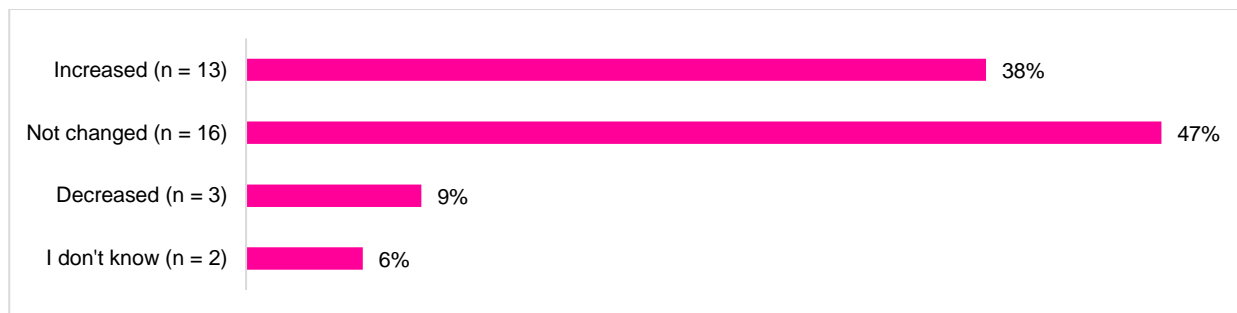 Increased (n = 13) 38%
Not changed (n = 16) 47%
Decreased (n = 3) 9%
I don't know (n = 2) 6%